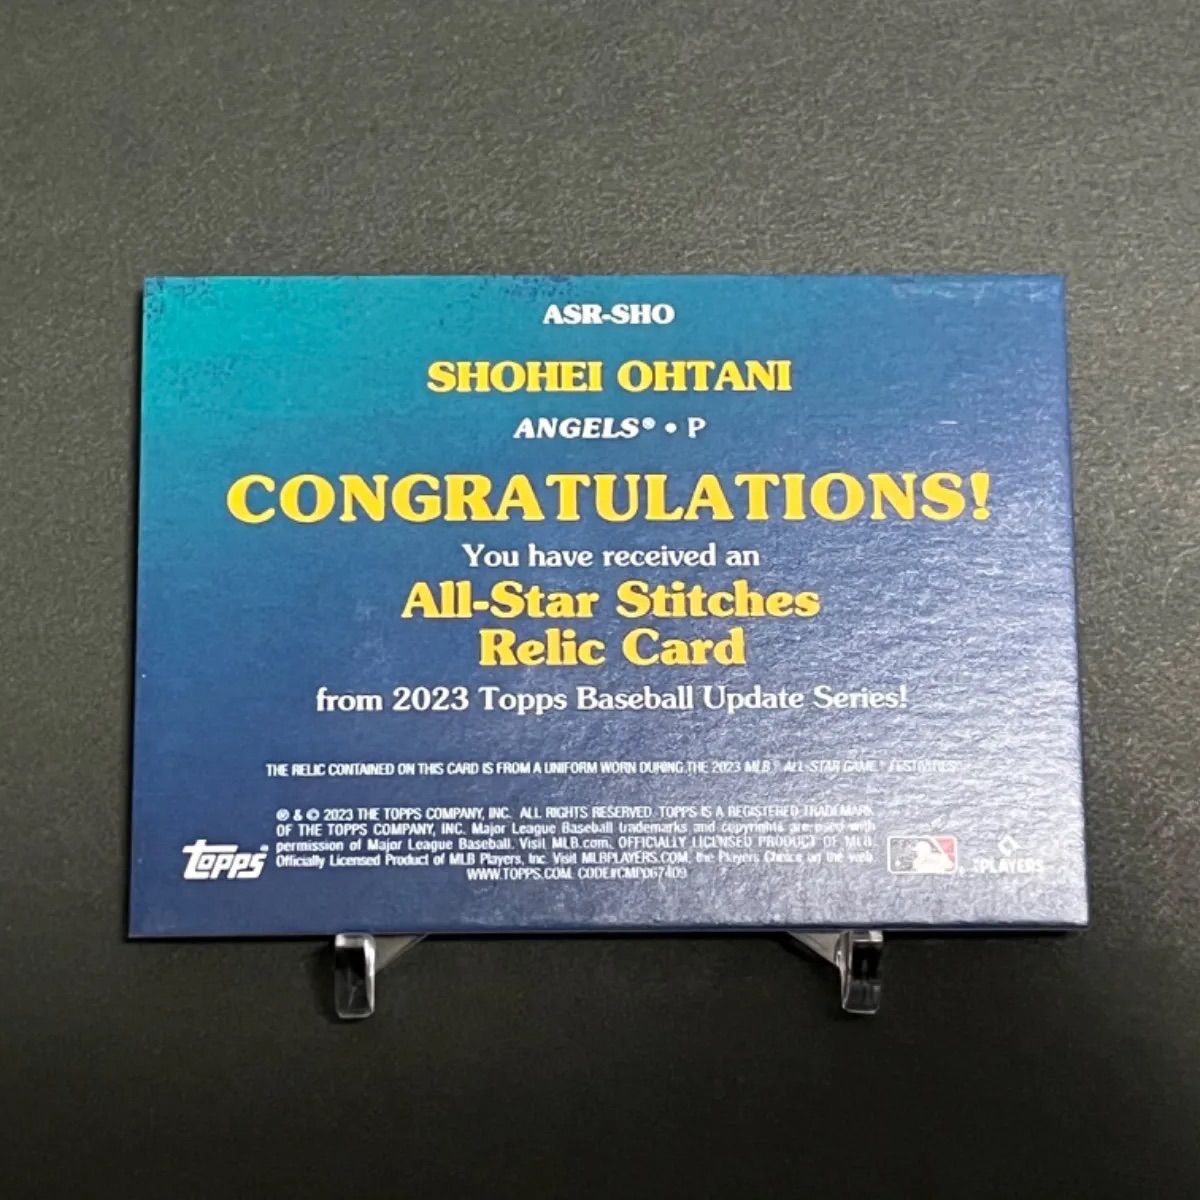 ASR-SHO
SHOHEI OHTANI
ANGELS® • P
CONGRATULATIONS!
You have received an
All-Star Stitches
Relic Card
from 2023 Topps Baseball Update Series!
THE RELIC CONTAINED ON THIS CARD IS FROM A UNIFORM WORN DURING THE 2023 MLB® ALL-STAR GAME® FESTIVITIES.
® & © 2023 THE TOPPS COMPANY, INC. ALL RIGHTS RESERVED. TOPPS IS A REGISTERED TRADEMARK
OF THE TOPPS COMPANY, INC. Major League Baseball trademarks and copyrights are used with
permission of Major League Baseball. Visit MLB.com. OFFICIALLY LICENSED PRODUCT OF MLB
Officially Licensed Product of MLB Players, Inc. Visit MLBPLAYERS.COM, the Players Choice on the web.
WWW.TOPPS.COM. CODE#CMP067409
topps®
PLAYERS